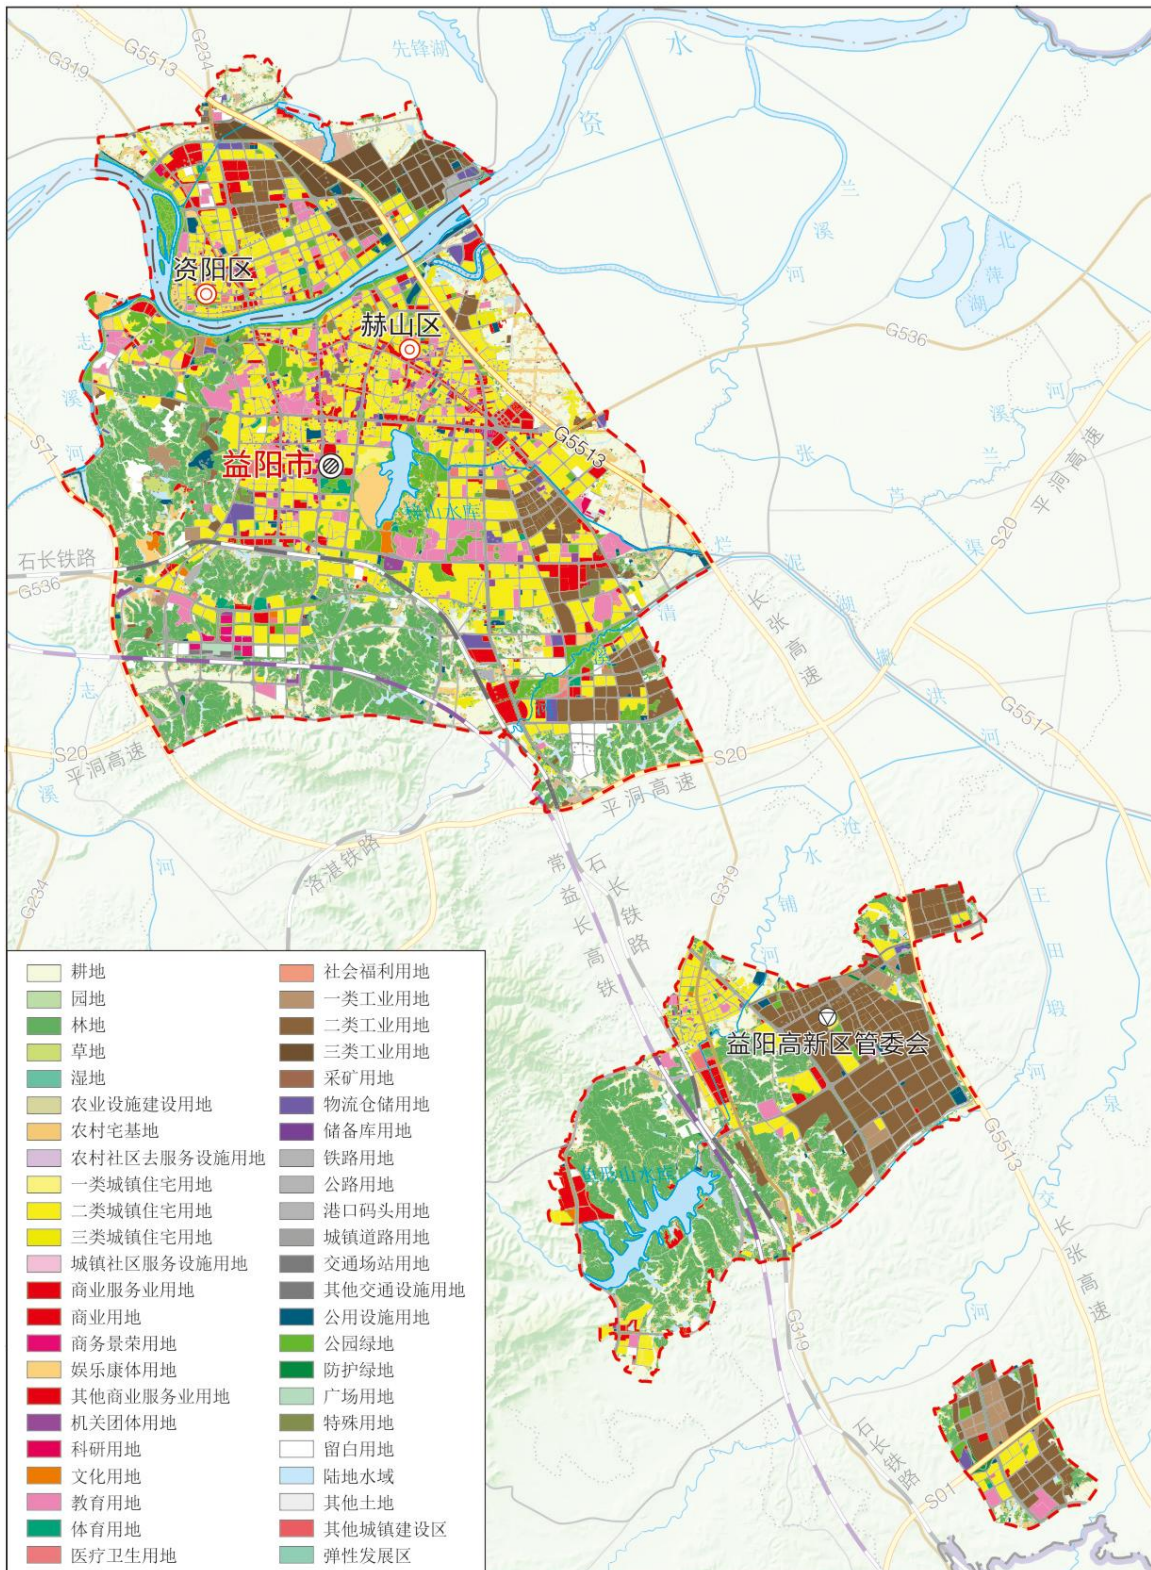 G234
G5513
G319
先锋湖
水
资
兰
溪
河
北
萍
湖
资阳区
赫山区
G536
志
溪
河
S71
G5513
益阳市
梓山水库
张
芦
渠
兰
溪
河
平洞高速
S20
石长铁路
G536
烂
泥
湖
撇
洪
河
清
溪
河
长
张
高
速
志
溪
河
S20
平洞高速
G5517
S20
平洞高速
洛湛铁路
G234
常
益
长
高
铁
石
长
铁
路
G319
沧
水
铺
河
王
田
塅
河
泉
交
河
益阳高新区管委会
G5513
长
张
高
速
鱼形山水库
G319
石
长
铁
路
S01
耕地
园地
林地
草地
湿地
农业设施建设用地
农村宅基地
农村社区去服务设施用地
一类城镇住宅用地
二类城镇住宅用地
三类城镇住宅用地
城镇社区服务设施用地
商业服务业用地
商业用地
商务景荣用地
娱乐康体用地
其他商业服务业用地
机关团体用地
科研用地
文化用地
教育用地
体育用地
医疗卫生用地
社会福利用地
一类工业用地
二类工业用地
三类工业用地
采矿用地
物流仓储用地
储备库用地
铁路用地
公路用地
港口码头用地
城镇道路用地
交通场站用地
其他交通设施用地
公用设施用地
公园绿地
防护绿地
广场用地
特殊用地
留白用地
陆地水域
其他土地
其他城镇建设区
弹性发展区